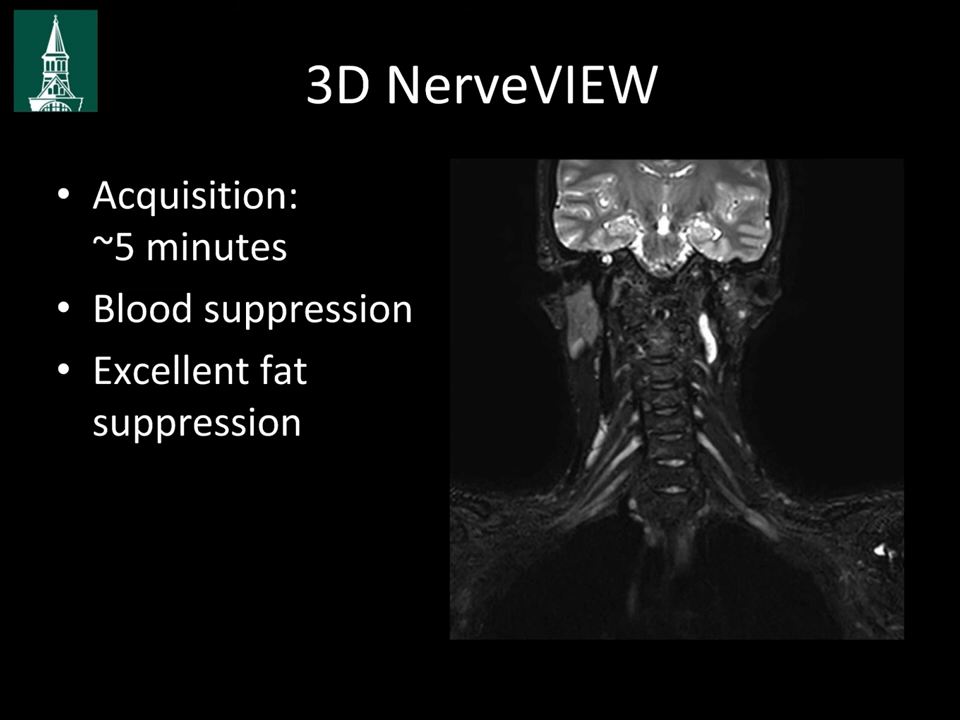 3D NerveVIEW
• Acquisition:
~5 minutes
• Blood suppression
• Excellent fat
suppression